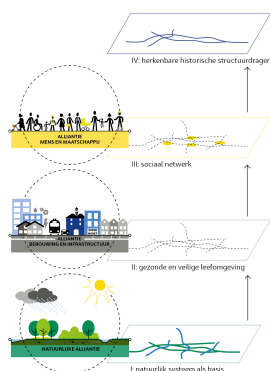 IV: herkenbare historische structuurdrager
ALLIANTIE
MENS EN MAATSCHAPPIJ
III: sociaal netwerk
ALLIANTIE
BEBOUWING EN INFRASTRUCTUUR
II: gezonde en veilige leefomgeving
NATUURLIJKE ALLIANTIE
I: natuurlijk systeem als basis